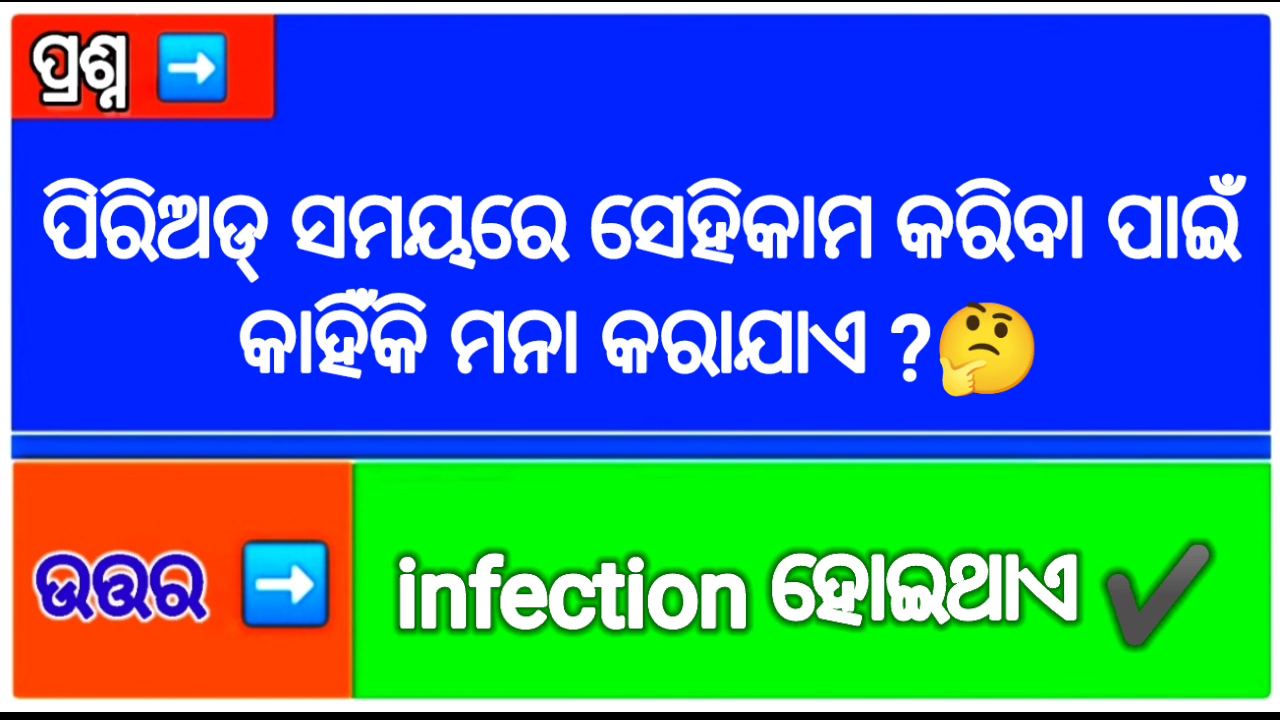 ପ୍ରଶ୍ନ ➡️
ପିରିଅଡ୍ ସମୟରେ ସେହିକାମ କରିବା ପାଇଁ
କାହିଁକି ମନା କରାଯାଏ ?🤔
ଉତ୍ତର ➡️ infection ହୋଇଥାଏ ✔️